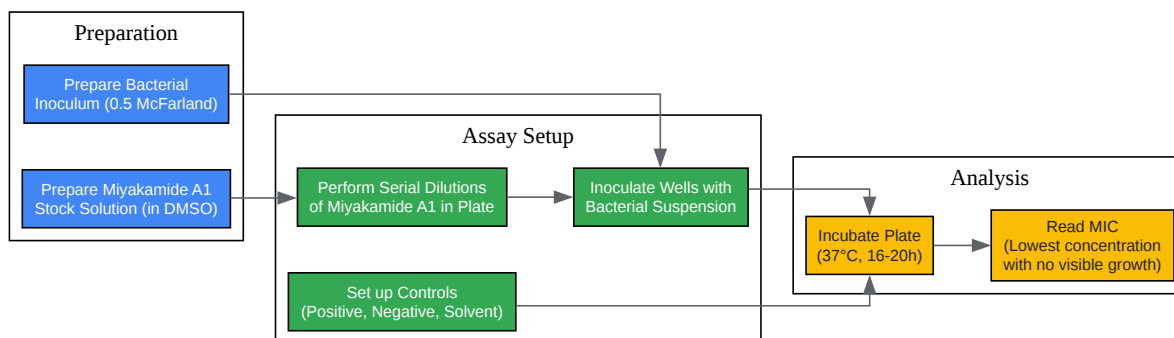 Preparation
Prepare Bacterial
Inoculum (0.5 McFarland)
Prepare Miyakamide A1
Stock Solution (in DMSO)
Assay Setup
Perform Serial Dilutions
of Miyakamide A1 in Plate
Inoculate Wells with
Bacterial Suspension
Set up Controls
(Positive, Negative, Solvent)
Analysis
Incubate Plate
(37°C, 16-20h)
Read MIC
(Lowest concentration
with no visible growth)